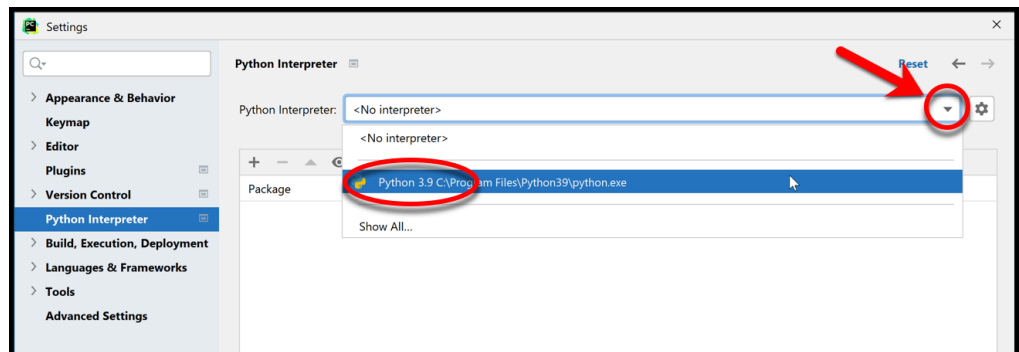 PC
Settings
Python Interpreter
Reset
Appearance & Behavior
Keymap
Editor
Plugins
Version Control
Python Interpreter
Build, Execution, Deployment
Languages & Frameworks
Tools
Advanced Settings
Python Interpreter:
<No interpreter>
<No interpreter>
Python 3.9 C:\Program Files\Python39\python.exe
Show All...
Package